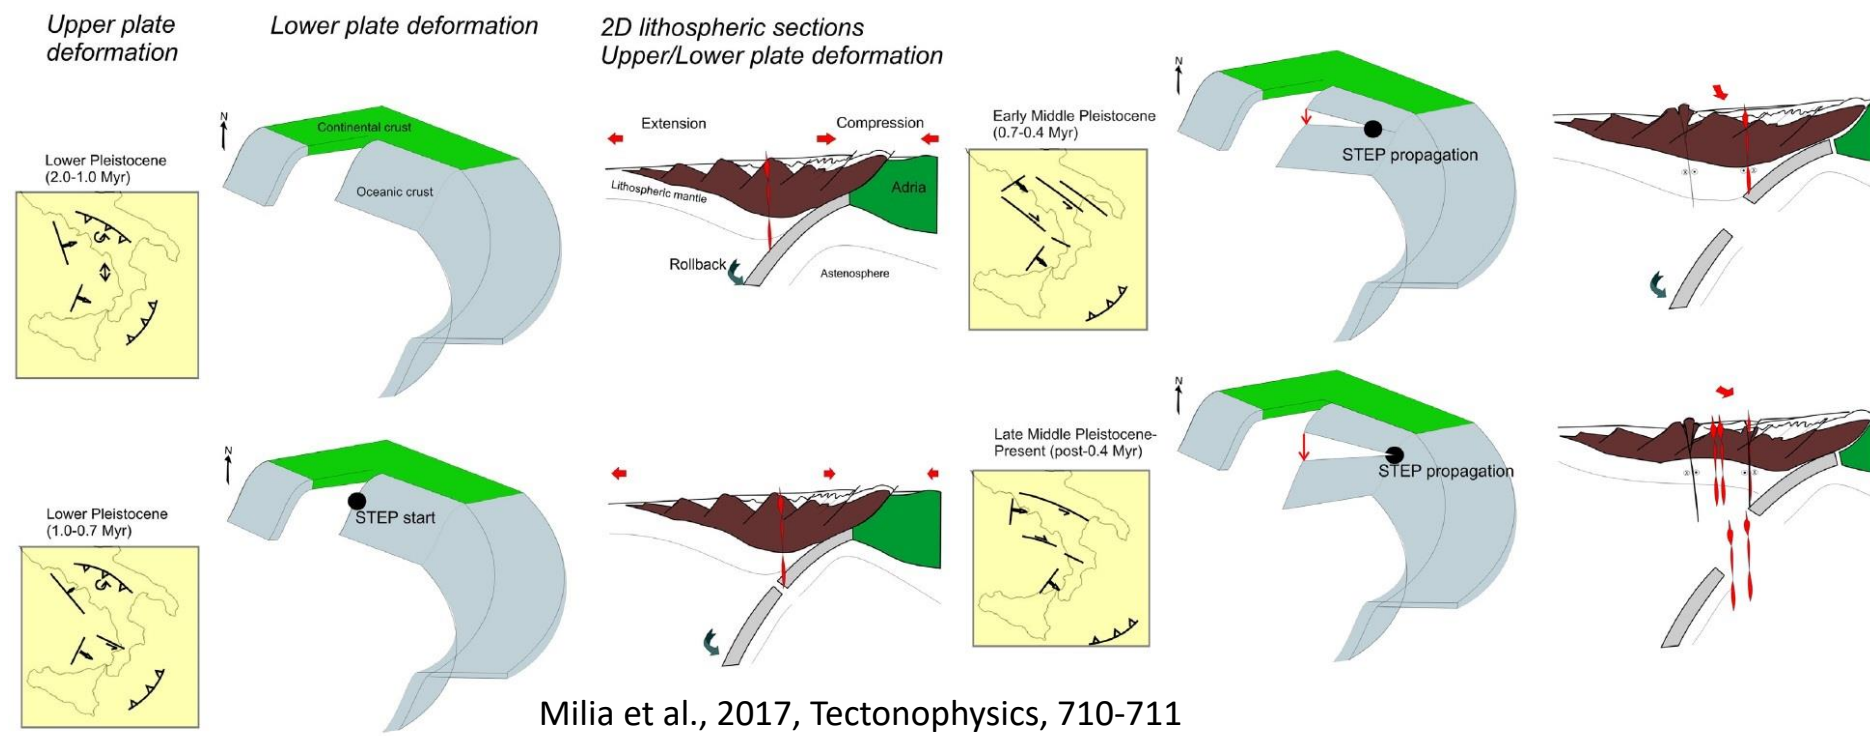 Upper plate
deformation
Lower plate deformation
2D lithospheric sections
Upper/Lower plate deformation
Lower Pleistocene
(2.0-1.0 Myr)
N
Continental crust
Oceanic crust
Extension
Compression
Lithospheric mantle
Adria
Rollback
Astenosphere
Early Middle Pleistocene
(0.7-0.4 Myr)
N
STEP propagation
Lower Pleistocene
(1.0-0.7 Myr)
N
STEP start
Late Middle Pleistocene-
Present (post-0.4 Myr)
N
STEP propagation
Milia et al., 2017, Tectonophysics, 710-711